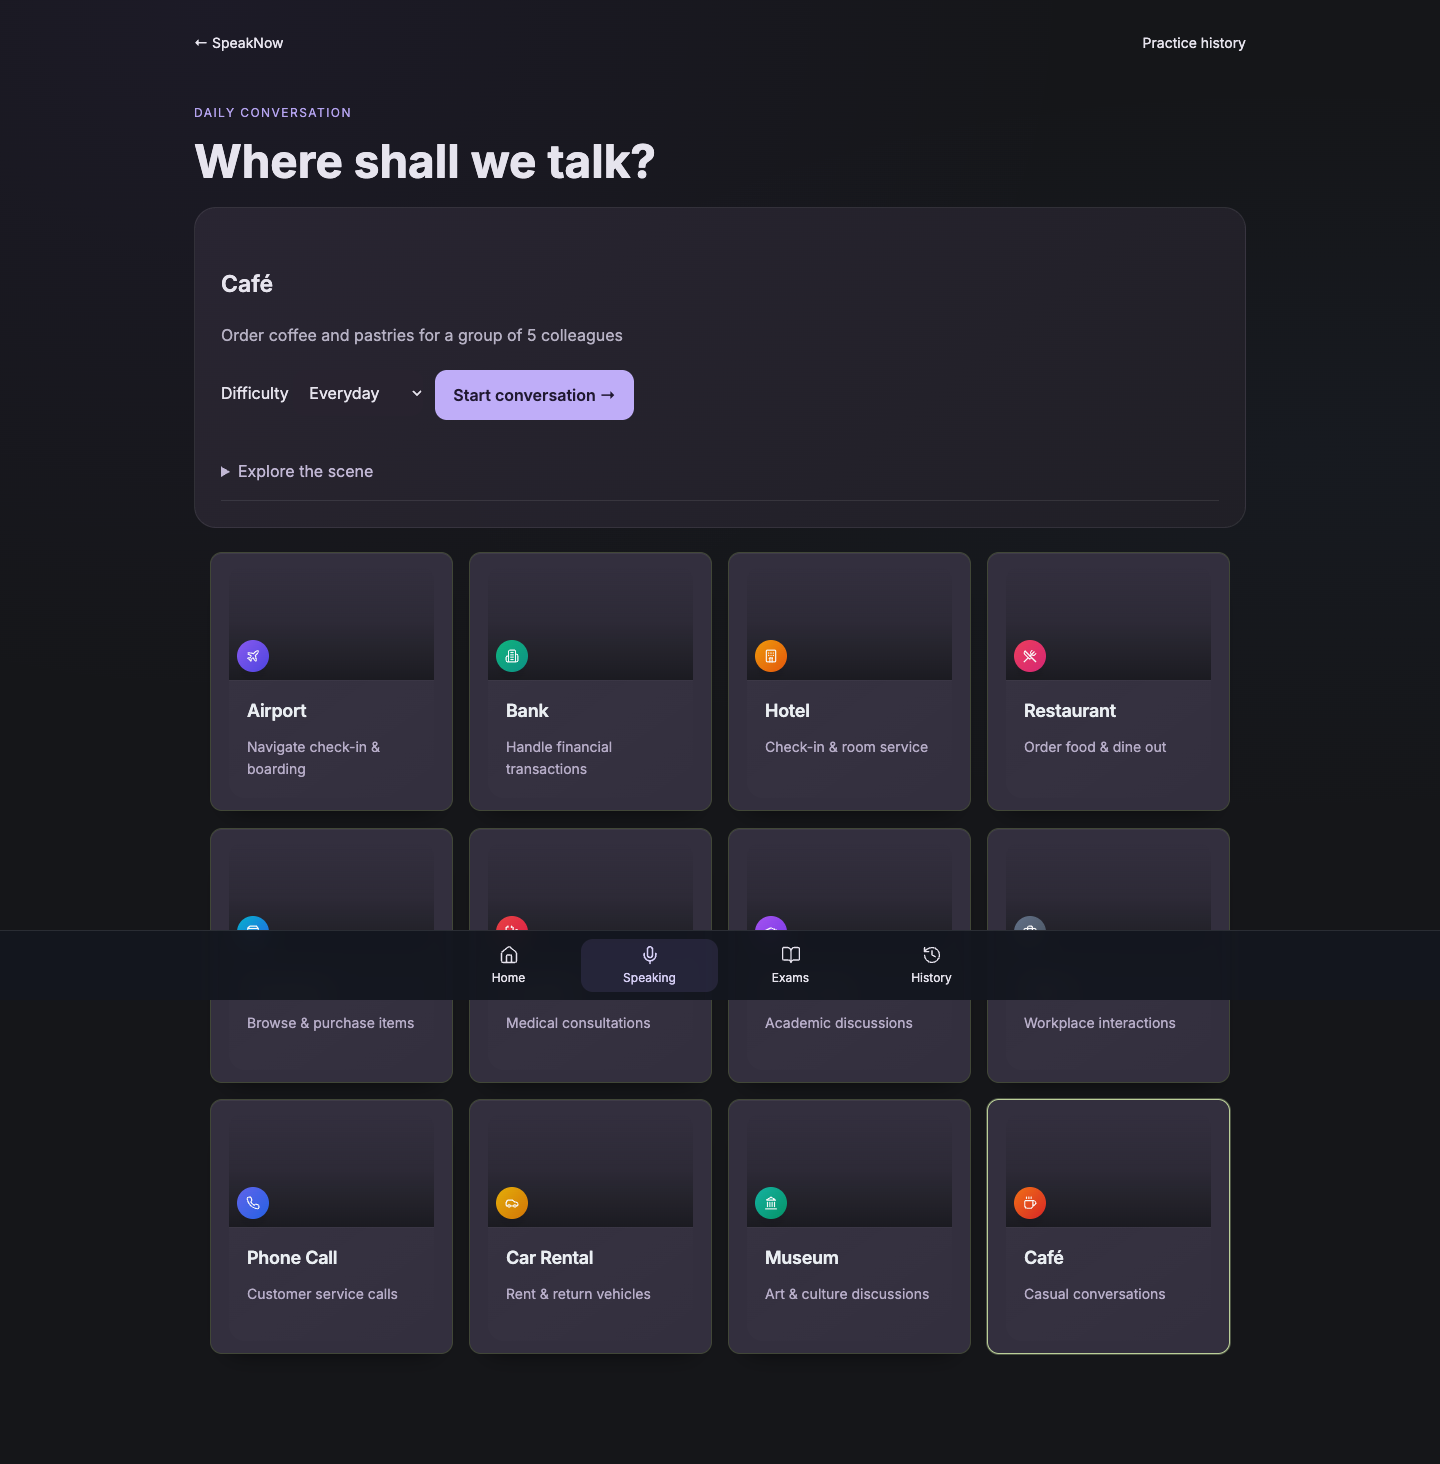 ← SpeakNow
Practice history
DAILY CONVERSATION
Where shall we talk?
Café
Order coffee and pastries for a group of 5 colleagues
Difficulty Everyday
Start conversation →
Explore the scene
Airport
Navigate check-in &
boarding
Bank
Handle financial
transactions
Hotel
Check-in & room service
Restaurant
Order food & dine out
Home
Speaking
Exams
History
Browse & purchase items
Medical consultations
Academic discussions
Workplace interactions
Phone Call
Customer service calls
Car Rental
Rent & return vehicles
Museum
Art & culture discussions
Café
Casual conversations